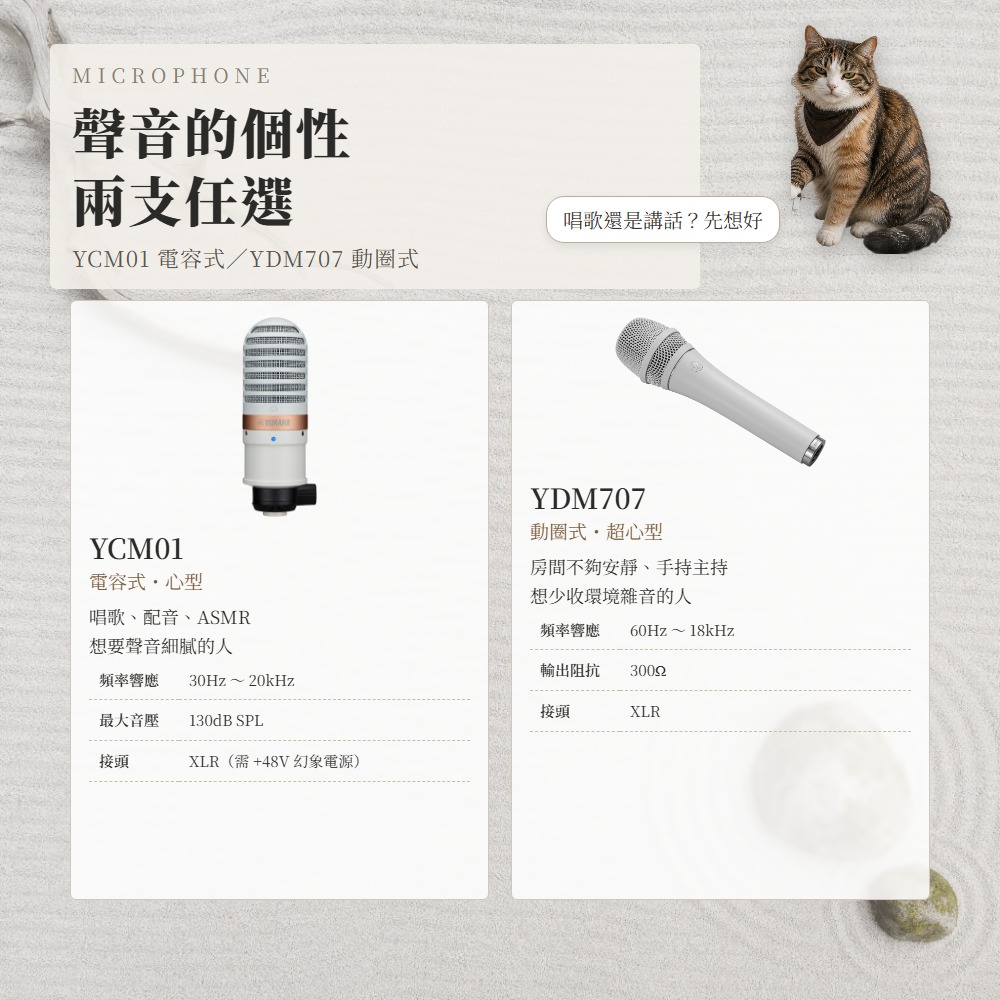 MICROPHONE
聲音的個性
兩支任選
YCM01 電容式／YDM707 動圈式
唱歌還是講話？先想好
YAMAHA
YCM01
電容式・心型
唱歌、配音、ASMR
想要聲音細膩的人
頻率響應 30Hz ～ 20kHz
最大音壓 130dB SPL
接頭 XLR（需 +48V 幻象電源）
YDM707
動圈式・超心型
房間不夠安靜、手持主持
想少收環境雜音的人
頻率響應 60Hz ～ 18kHz
輸出阻抗 300Ω
接頭 XLR